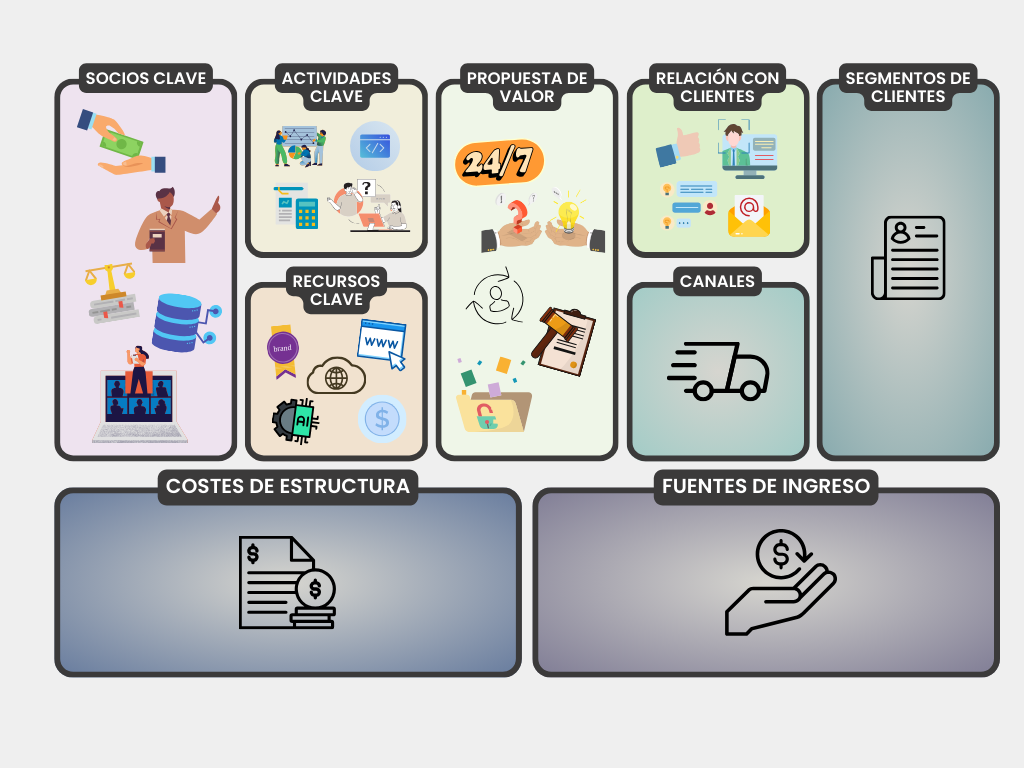 SOCIOS CLAVE
ACTIVIDADES
CLAVE
PROPUESTA DE
VALOR
RELACIÓN CON
CLIENTES
SEGMENTOS DE
CLIENTES
24/7
?
! ? ?
</>
?
@
RECURSOS
CLAVE
CANALES
brand
WWW
AI
$
COSTES DE ESTRUCTURA
FUENTES DE INGRESO
$
$
$